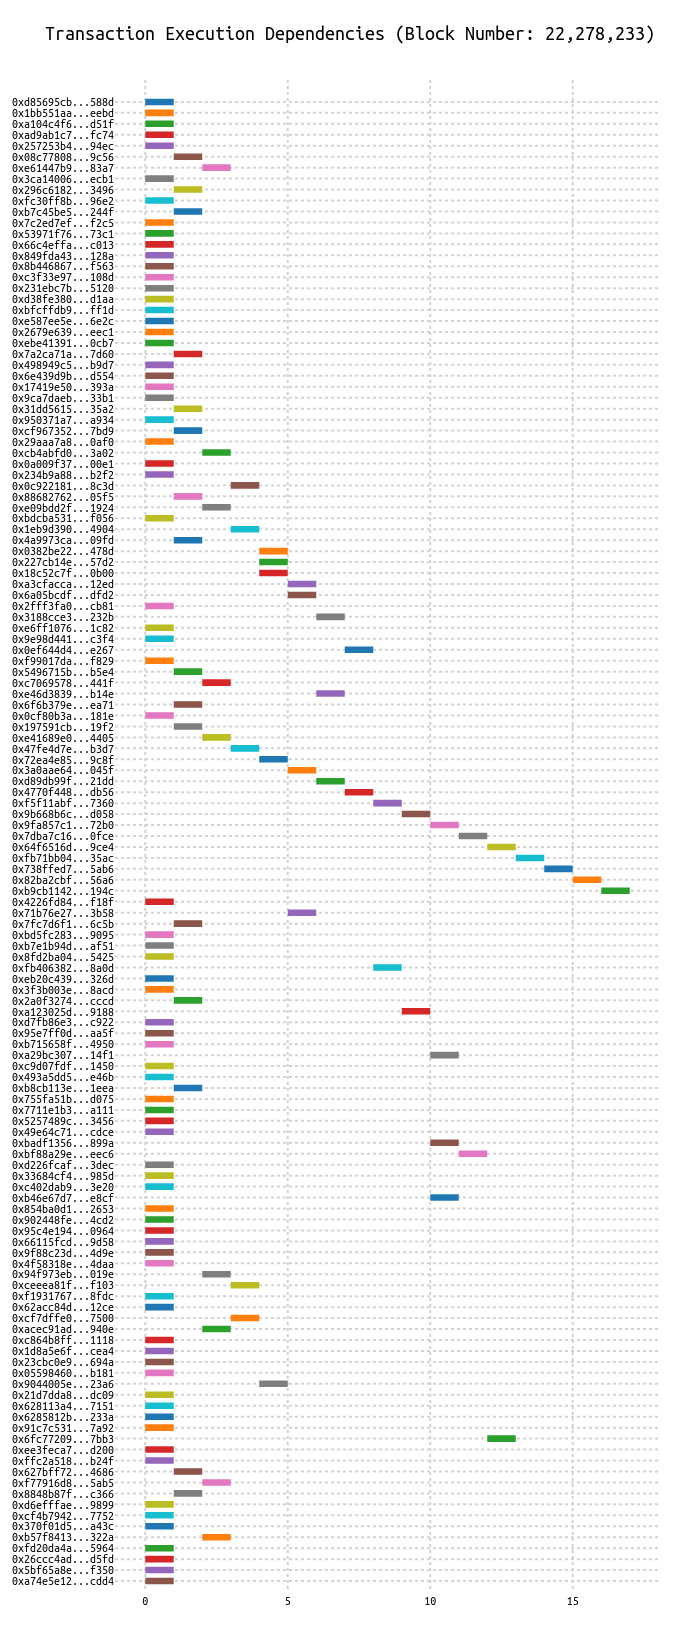 Transaction Execution Dependencies (Block Number: 22,278,233)
0xd85695cb...588d
0x1bb551aa...eebd
0xa104c4f6...d51f
0xad9ab1c7...fc74
0x257253b4...94ec
0x08c77808...9c56
0xe61447b9...83a7
0x3ca14006...ecb1
0x296c6182...3496
0xfc30ff8b...96e2
0xb7c45be5...244f
0x7c2ed7ef...f2c5
0x53971f76...73c1
0x66c4effa...c013
0x849fda43...128a
0x8b446867...f563
0xc3f33e97...108d
0x231ebc7b...5120
0xd38fe380...d1aa
0xbfcffdb9...ff1d
0xe587ee5e...6e2c
0x2679e639...eec1
0xebe41391...0cb7
0x7a2ca71a...7d60
0x498949c5...b9d7
0x6e439d9b...d554
0x17419e50...393a
0x9ca7daeb...33b1
0x31dd5615...35a2
0x950371a7...a934
0xcf967352...7bd9
0x29aaa7a8...0af0
0xcb4abfd0...3a02
0x0a009f37...00e1
0x234b9a88...b2f2
0x0c922181...8c3d
0x88682762...05f5
0xe09bdd2f...1924
0xbdcba531...f056
0x1eb9d390...4904
0x4a9973ca...09fd
0x0382be22...478d
0x227cb14e...57d2
0x18c52c7f...0b00
0xa3cfacca...12ed
0x6a05bcdf...dfd2
0x2fff3fa0...cb81
0x3188cce3...232b
0xe6ff1076...1c82
0x9e98d441...c3f4
0x0ef644d4...e267
0xf99017da...f829
0x5496715b...b5e4
0xc7069578...441f
0xe46d3839...b14e
0x6f6b379e...ea71
0x0cf80b3a...181e
0x197591cb...19f2
0xe41689e0...4405
0x47fe4d7e...b3d7
0x72ea4e85...9c8f
0x3a0aae64...045f
0xd89db99f...21dd
0x4770f448...db56
0xf5f11abf...7360
0x9b668b6c...d058
0x9fa857c1...72b0
0x7dba7c16...0fce
0x64f6516d...9ce4
0xfb71bb04...35ac
0x738ffed7...5ab6
0x82ba2cbf...56a6
0xb9cb1142...194c
0x4226fd84...f18f
0x71b76e27...3b58
0x7fc7d6f1...6c5b
0xbd5fc283...9095
0xb7e1b94d...af51
0x8fd2ba04...5425
0xfb406382...8a0d
0xeb20c439...326d
0x3f3b003e...8acd
0x2a0f3274...cccd
0xa123025d...9188
0xd7fb86e3...c922
0x95e7ff0d...aa5f
0xb715658f...4950
0xa29bc307...14f1
0xc9d07fdf...1450
0x493a5dd5...e46b
0xb8cb113e...1eea
0x755fa51b...d075
0x7711e1b3...a111
0x5257489c...3456
0x49e64c71...cdce
0xbadf1356...899a
0xbf88a29e...eec6
0xd226fcaf...3dec
0x33684cf4...985d
0xc402dab9...3e20
0xb46e67d7...e8cf
0x854ba0d1...2653
0x902448fe...4cd2
0x95c4e194...0964
0x66115fcd...9d58
0x9f88c23d...4d9e
0x4f58318e...4daa
0x94f973eb...019e
0xceeea81f...f103
0xf1931767...8fdc
0x62acc84d...12ce
0xcf7dffe0...7500
0xacec91ad...940e
0xc864b8ff...1118
0x1d8a5e6f...cea4
0x23cbc0e9...694a
0x05598460...b181
0x9044005e...23a6
0x21d7dda8...dc09
0x628113a4...7151
0x6285812b...233a
0x91c7c531...7a92
0x6fc77209...7bb3
0xee3feca7...d200
0xffc2a518...b24f
0x627bff72...4686
0xf77916d8...5ab5
0x8848b87f...c366
0xd6efffae...9899
0xcf4b7942...7752
0x370f01d5...a43c
0xb57f8413...322a
0xfd20da4a...5964
0x26ccc4ad...d5fd
0x5bf65a8e...f350
0xa74e5e12...cdd4
0 5 10 15